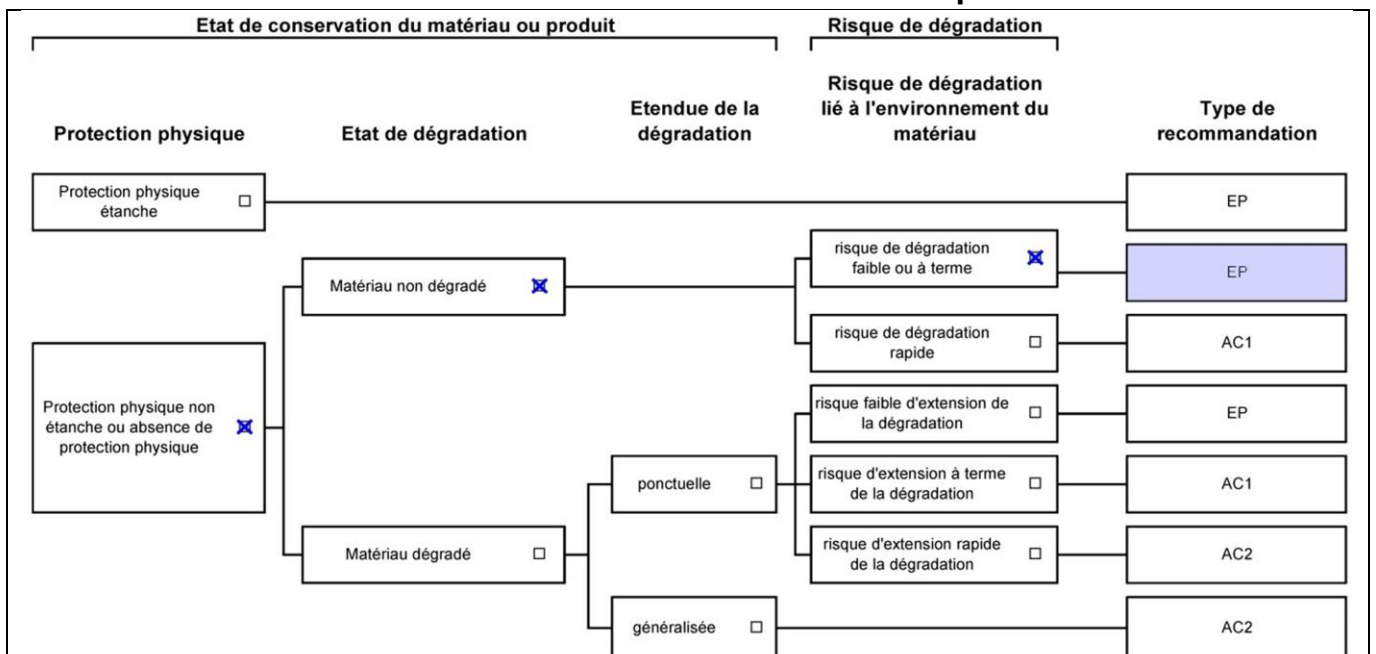 Etat de conservation du matériau ou produit
Risque de dégradation
Protection physique
Etat de dégradation
Etendue de la
dégradation
Risque de dégradation
lié à l'environnement du
matériau
Type de
recommandation
Protection physique
étanche
EP
risque de dégradation
faible ou à terme
EP
Matériau non dégradé
risque de dégradation
rapide
AC1
Protection physique non
étanche ou absence de
protection physique
risque faible d'extension de
la dégradation
EP
ponctuelle
risque d'extension à terme
de la dégradation
AC1
Matériau dégradé
risque d'extension rapide
de la dégradation
AC2
généralisée
AC2